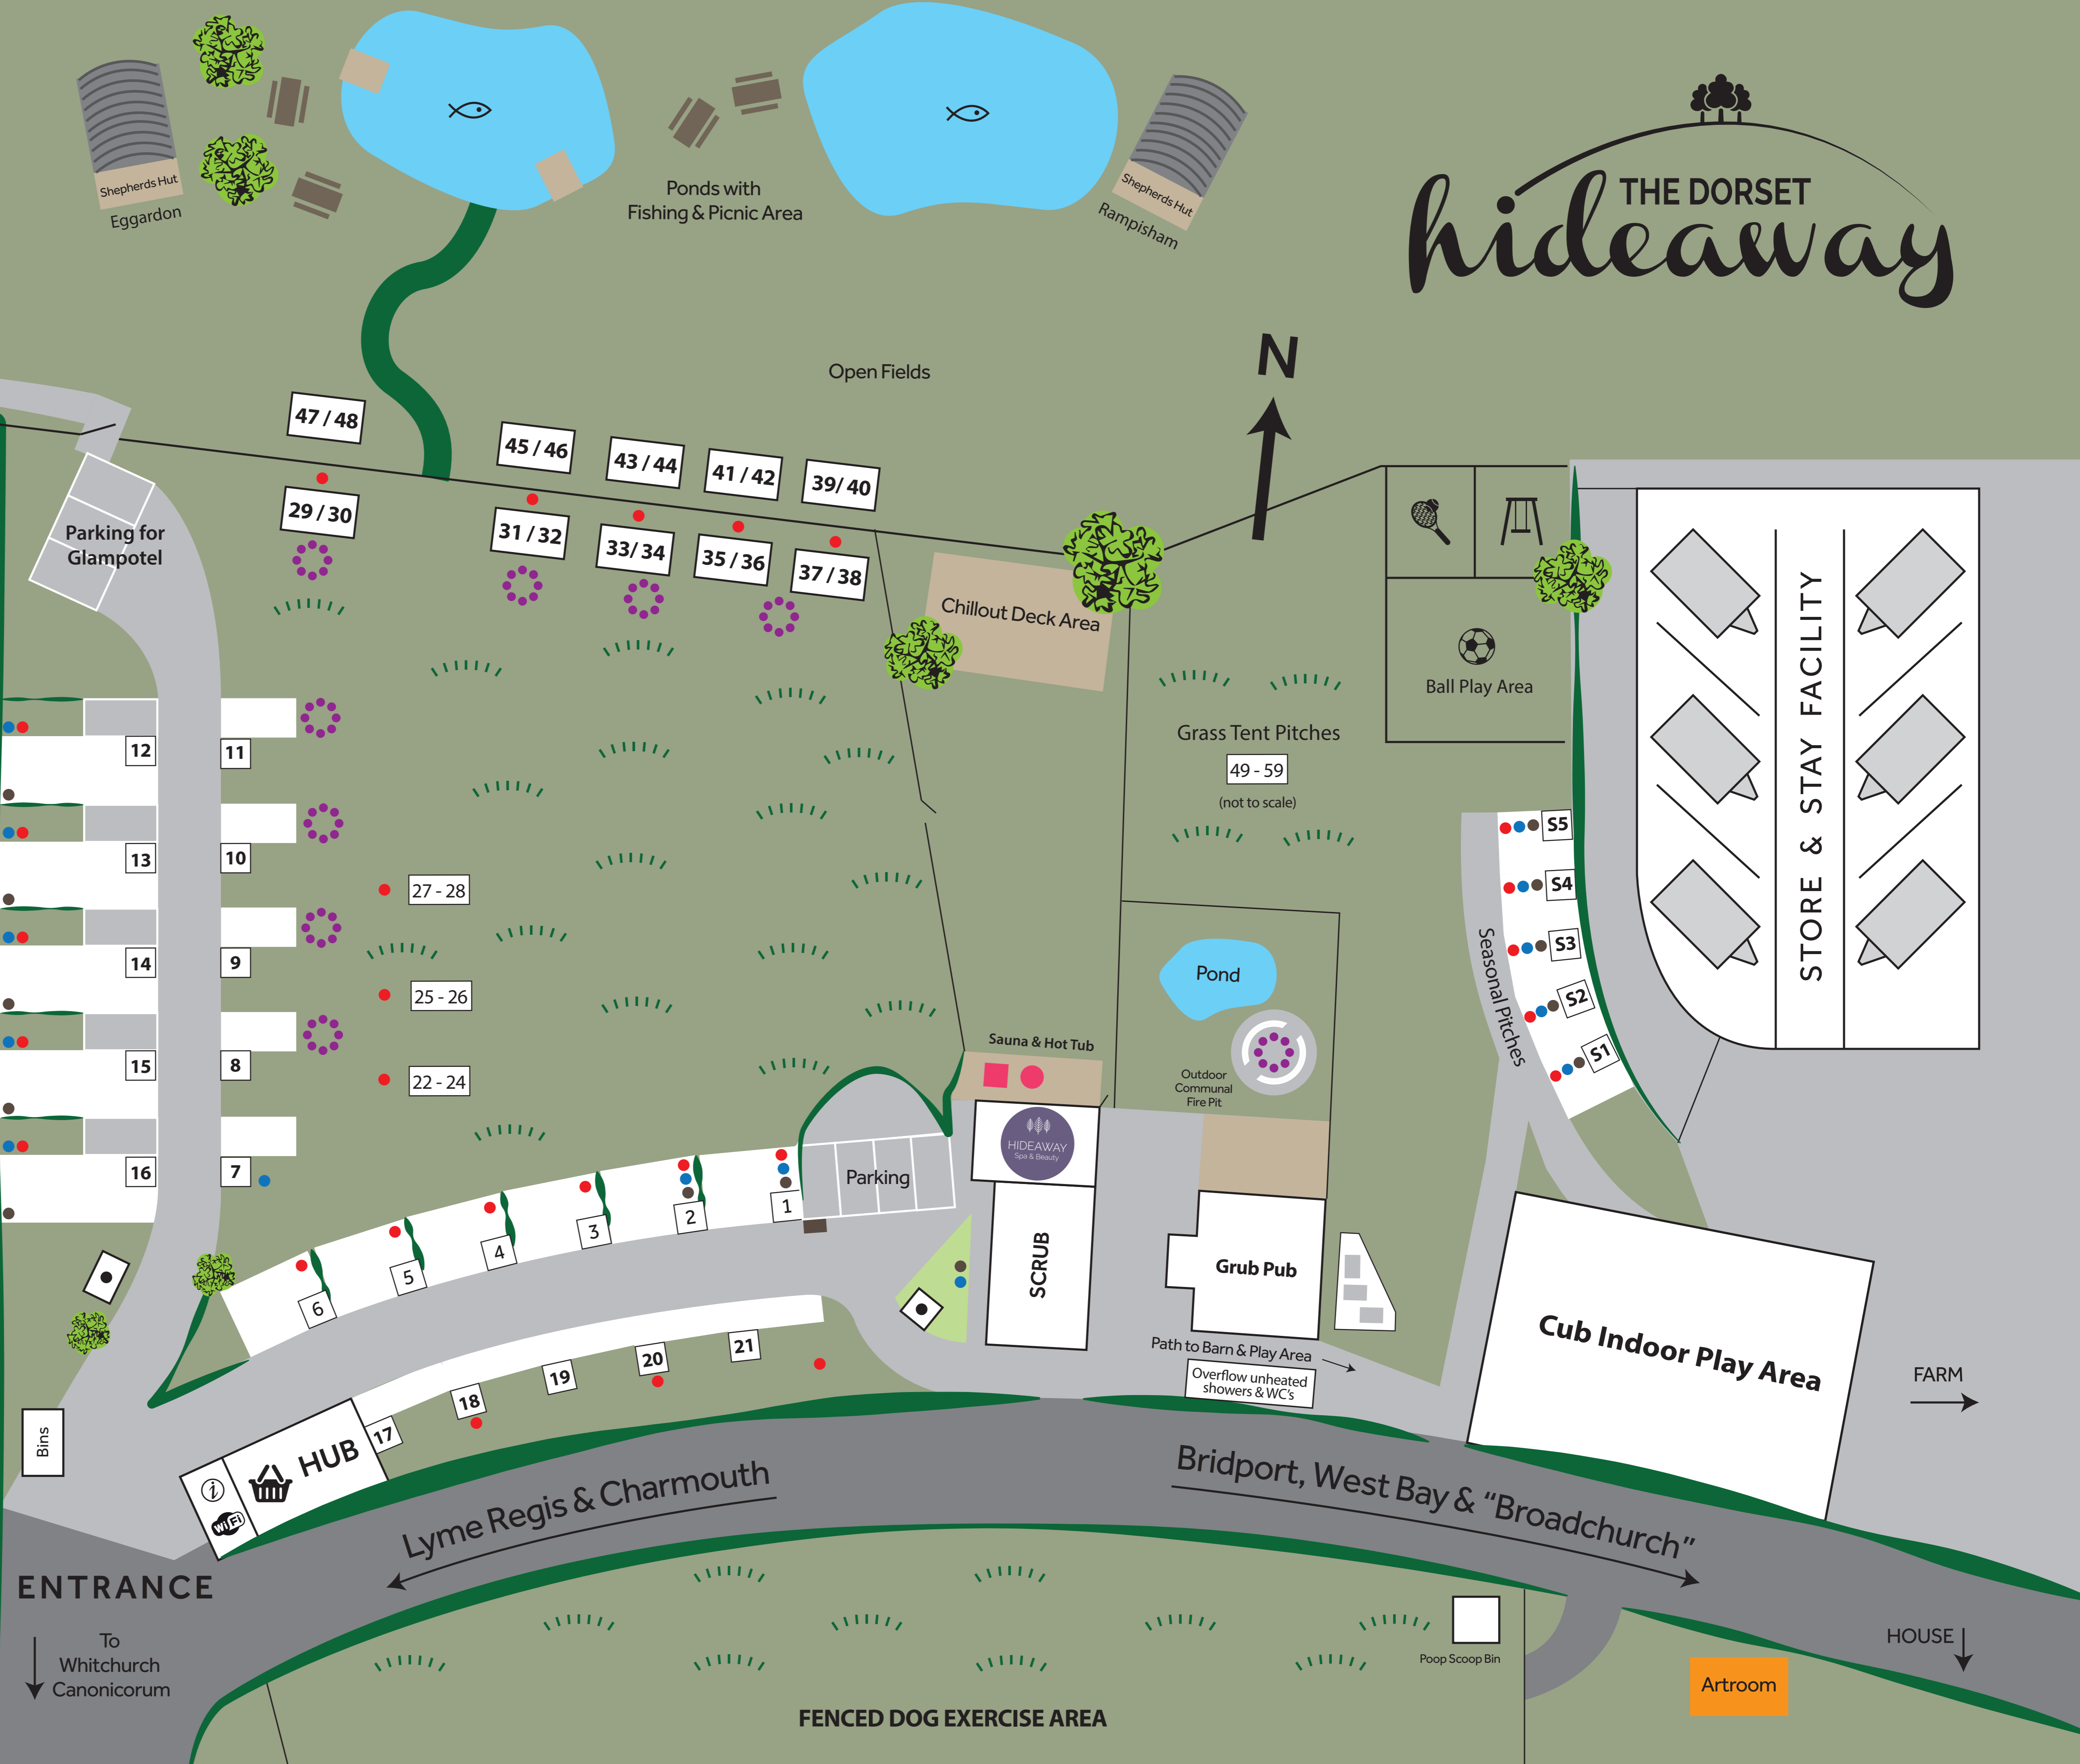 THE DORSET
hideaway
Shepherds Hut
Eggardon
Ponds with
Fishing & Picnic Area
Shepherds Hut
Rampisham
Open Fields
N
47 / 48
45 / 46
43 / 44
41 / 42
39/ 40
29 / 30
31 / 32
33/ 34
35 / 36
37 / 38
Parking for
Glampotel
Chillout Deck Area
Ball Play Area
Grass Tent Pitches
49 - 59
(not to scale)
STORE & STAY FACILITY
12
11
13
10
14
9
15
8
16
7
27 - 28
25 - 26
22 - 24
S5
S4
S3
S2
S1
Seasonal Pitches
Pond
Sauna & Hot Tub
Outdoor
Communal
Fire Pit
HIDEAWAY
Spa & Beauty
Parking
1
2
3
4
5
6
SCRUB
Grub Pub
Path to Barn & Play Area
Overflow unheated
showers & WC's
Cub Indoor Play Area
FARM
21
20
19
18
17
HUB
i
WiFi
Bins
Lyme Regis & Charmouth
Bridport, West Bay & “Broadchurch”
ENTRANCE
To
Whitchurch
Canonicorum
Poop Scoop Bin
HOUSE
Artroom
FENCED DOG EXERCISE AREA